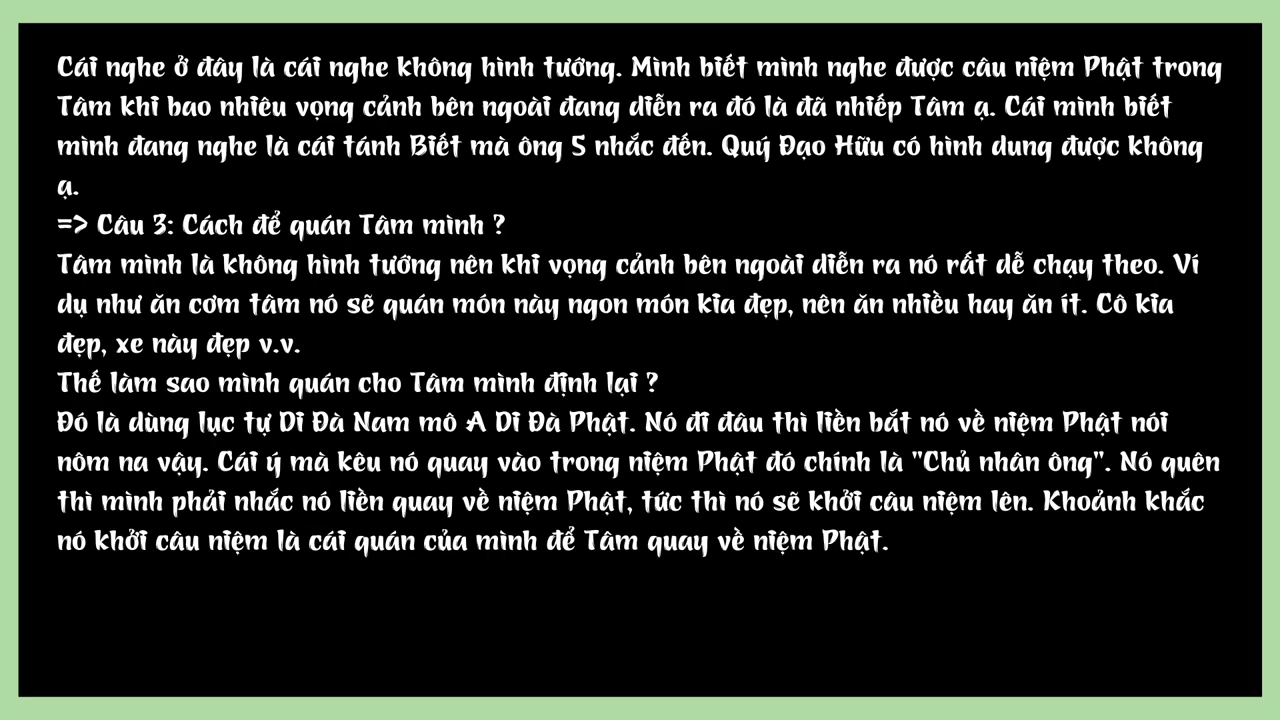 Cái nghe ở đây là cái nghe không hình tướng. Mình biết mình nghe được câu niệm Phật trong
Tâm khi bao nhiêu vọng cảnh bên ngoài đang diễn ra đó là đã nhiếp Tâm ạ. Cái mình biết
mình đang nghe là cái tánh Biết mà ông 5 nhắc đến. Quý Đạo Hữu có hình dung được không
ạ.
=> Câu 3: Cách để quán Tâm mình ?
Tâm mình là không hình tướng nên khi vọng cảnh bên ngoài diễn ra nó rất dễ chạy theo. Ví
dụ như ăn cơm tâm nó sẽ quán món này ngon món kia đẹp, nên ăn nhiều hay ăn ít. Cô kia
đẹp, xe này đẹp v.v.
Thế làm sao mình quán cho Tâm mình định lại ?
Đó là dùng lục tự Di Đà Nam mô A Di Đà Phật. Nó đi đâu thì liền bắt nó về niệm Phật nói
nôm na vậy. Cái ý mà kêu nó quay vào trong niệm Phật đó chính là "Chủ nhân ông". Nó quên
thì mình phải nhắc nó liền quay về niệm Phật, tức thì nó sẽ khởi câu niệm lên. Khoảnh khắc
nó khởi câu niệm là cái quán của mình để Tâm quay về niệm Phật.